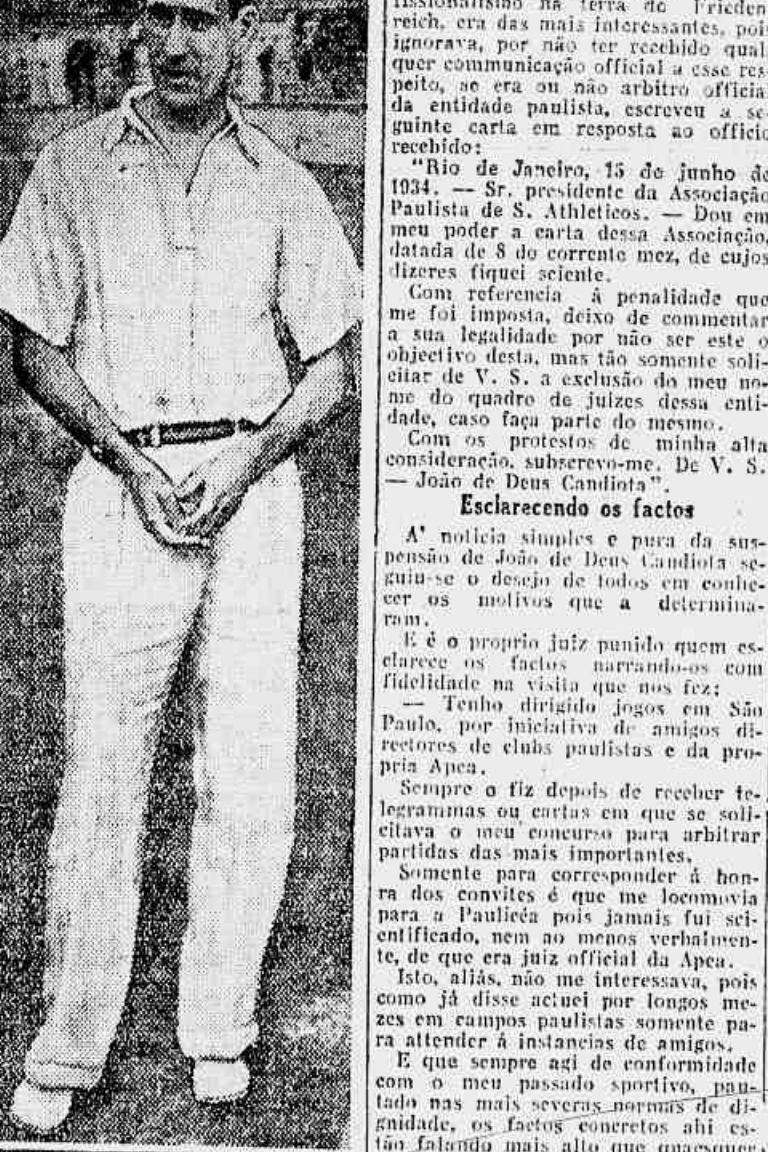 fissionalismo na terra de Frieden-
reich, era das mais interessantes, pois
ignorava, por não ter recebido qual-
quer communicação official a esse res-
peito, se era ou não arbitro official
da entidade paulista, escreveu a se-
guinte carta em resposta ao officio
recebido:
"Rio de Janeiro, 15 de junho de
1934. — Sr. presidente da Associação
Paulista de S. Athleticos. — Dou em
meu poder a carta dessa Associação,
datada de 8 do corrente mez, de cujos
dizeres fiquei sciente.
Com referencia á penalidade que
me foi imposta, deixo de commentar
a sua legalidade por não ser este o
objectivo desta, mas tão somente soli-
citar de V. S. a exclusão do meu no-
me do quadro de juizes dessa enti-
dade, caso faça parte do mesmo.
Com os protestos de minha alta
consideração, subscrevo-me. De V. S.
— João de Deus Candiota".
Esclarecendo os factos
A' noticia simples e pura da sus-
pensão de João de Deus Candiota se-
guiu-se o desejo de todos em conhe-
cer os motivos que a determina-
ram.
E é o proprio juiz punido quem es-
clarece os factos narrando-os com
fidelidade na visita que nos fez:
— Tenho dirigido jogos em São
Paulo, por iniciativa de amigos di-
rectores de clubs paulistas e da pro-
pria Apea.
Sempre o fiz depois de receber te-
legrammas ou cartas em que se soli-
citava o meu concurso para arbitrar
partidas das mais importantes.
Somente para corresponder á hon-
ra dos convites é que me locomovia
para a Paulicéa pois jamais fui sci-
entificado, nem ao menos verbalmen-
te, de que era juiz official da Apea.
Isto, aliás, não me interessava, pois
como já disse actuei por longos me-
zes em campos paulistas somente pa-
ra attender á instancias de amigos.
E que sempre agi de conformidade
com o meu passado sportivo, pau-
tado nas mais severas normas de di-
gnidade, os factos concretos ahi es-
tão falando mais alto que quaesquer